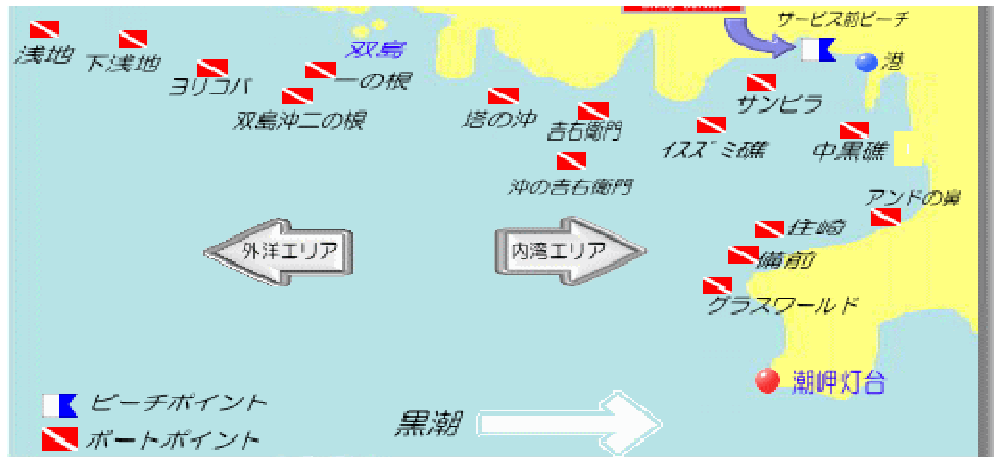 サービス前ビーチ
浅地
下浅地
双島
港
ヨリコバ
一の根
サンビラ
双島沖二の根
塔の沖
吉右衛門
イスズミ礁
中黒礁
沖の吉右衛門
アンドの鼻
住崎
外洋エリア
内湾エリア
備前
グラスワールド
潮岬灯台
ビーチポイント
黒潮
ボートポイント